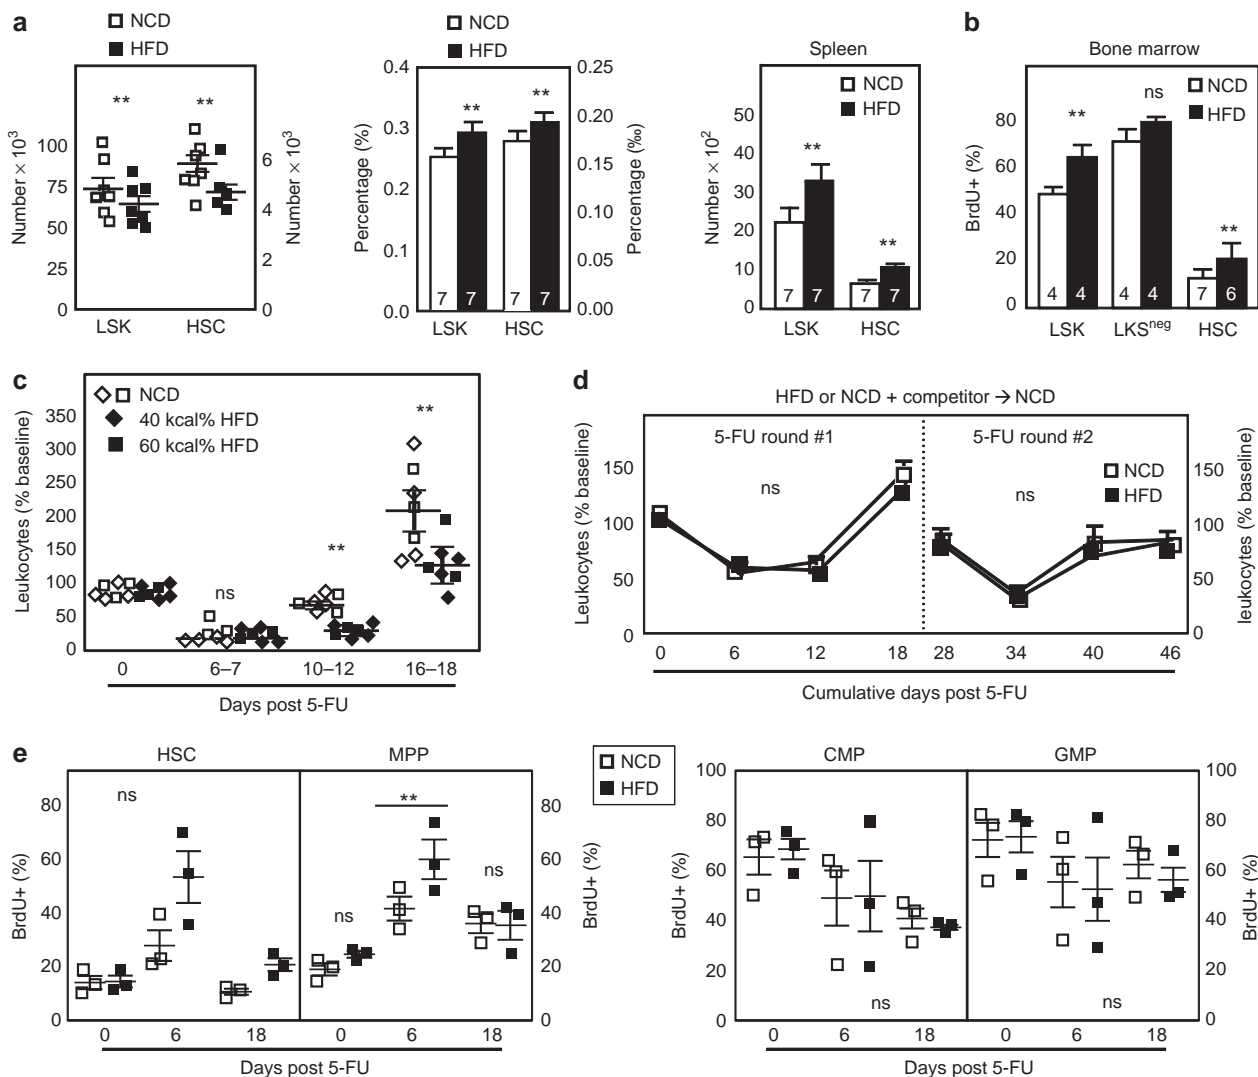 a
NCD
HFD
Number × 10³
100
75
50
25
0
**
**
6
4
2
0
Number × 10³
LSK
HSC
NCD
HFD
Percentage (%)
0.4
0.3
0.2
0.1
0.0
**
**
7
7
7
7
0.25
0.20
0.15
0.10
0.05
0.00
Percentage (‰)
LSK
HSC
Spleen
NCD
HFD
Number × 10²
50
40
30
20
10
0
**
**
7
7
7
7
LSK
HSC
b
Bone marrow
NCD
HFD
BrdU+ (%)
80
60
40
20
0
**
ns
**
4
4
4
4
7
6
LSK
LKSⁿᵉᵍ
HSC
c
NCD
40 kcal% HFD
60 kcal% HFD
Leukocytes (% baseline)
350
300
250
200
150
100
50
0
ns
**
**
0
6–7
10–12
16–18
Days post 5-FU
d
HFD or NCD + competitor → NCD
5-FU round #1
5-FU round #2
Leukocytes (% baseline)
150
100
50
0
ns
ns
NCD
HFD
150
100
50
0
leukocytes (% baseline)
0
6
12
18
28
34
40
46
Cumulative days post 5-FU
e
HSC
MPP
BrdU+ (%)
80
60
40
20
0
ns
ns
**
ns
80
60
40
20
0
BrdU+ (%)
0
6
18
0
6
18
Days post 5-FU
NCD
HFD
CMP
GMP
BrdU+ (%)
100
80
60
40
20
0
ns
ns
100
80
60
40
20
0
BrdU+ (%)
0
6
18
0
6
18
Days post 5-FU